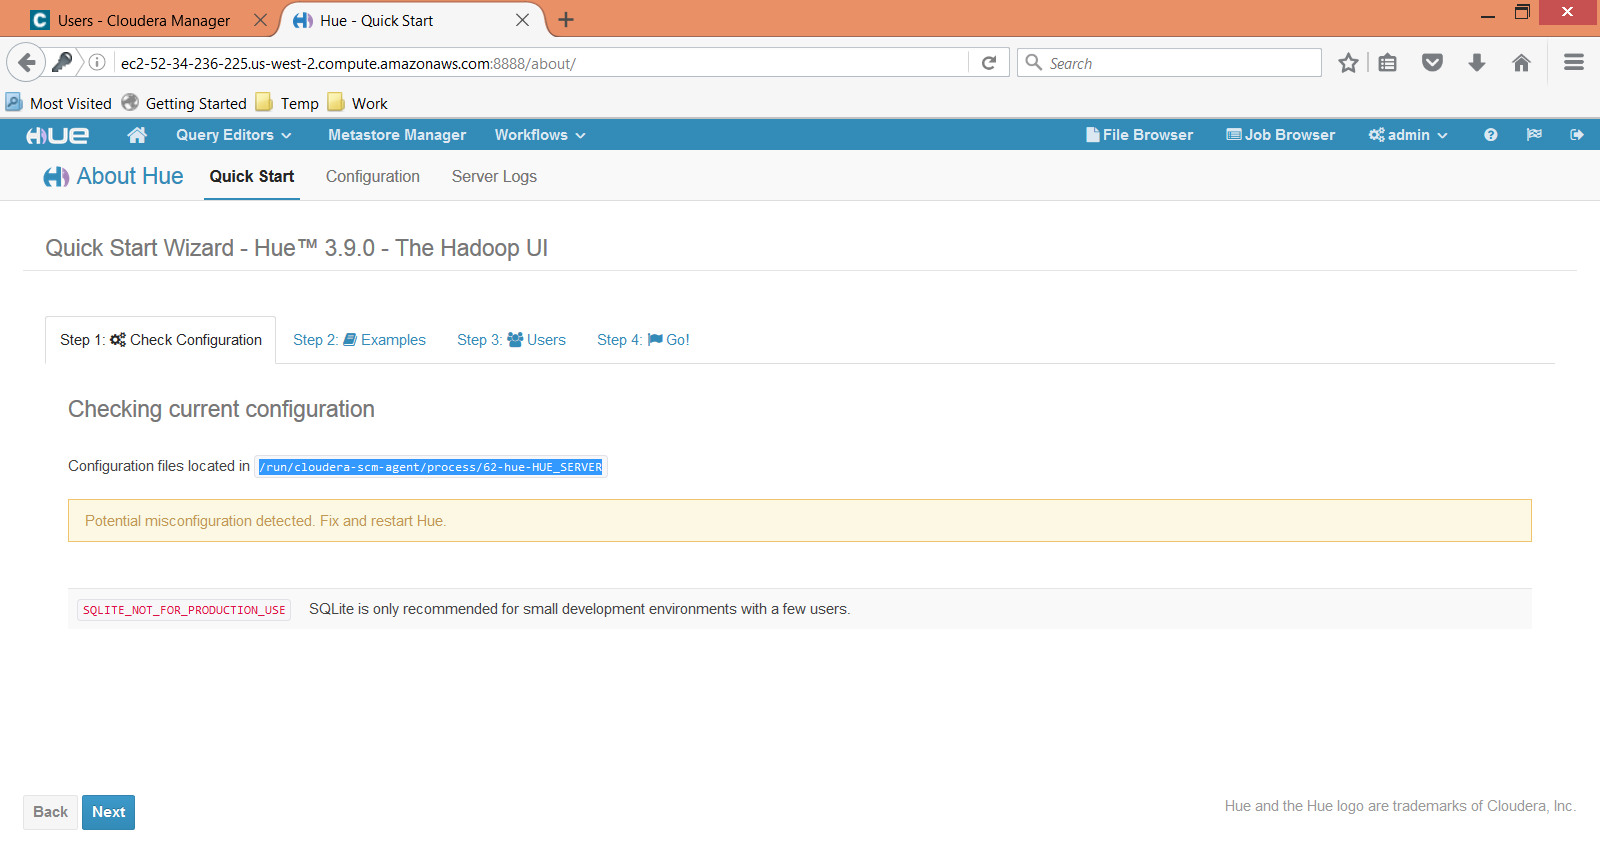 Users - Cloudera Manager
Hue - Quick Start
ec2-52-34-236-225.us-west-2.compute.amazonaws.com:8888/about/
Search
Most Visited Getting Started Temp Work
HUE Query Editors Metastore Manager Workflows File Browser Job Browser admin
About Hue Quick Start Configuration Server Logs
Quick Start Wizard - Hue™ 3.9.0 - The Hadoop UI
Step 1: Check Configuration Step 2: Examples Step 3: Users Step 4: Go!
Checking current configuration
Configuration files located in /run/cloudera-scm-agent/process/62-hue-HUE_SERVER
Potential misconfiguration detected. Fix and restart Hue.
SQLITE_NOT_FOR_PRODUCTION_USE SQLite is only recommended for small development environments with a few users.
Back Next
Hue and the Hue logo are trademarks of Cloudera, Inc.